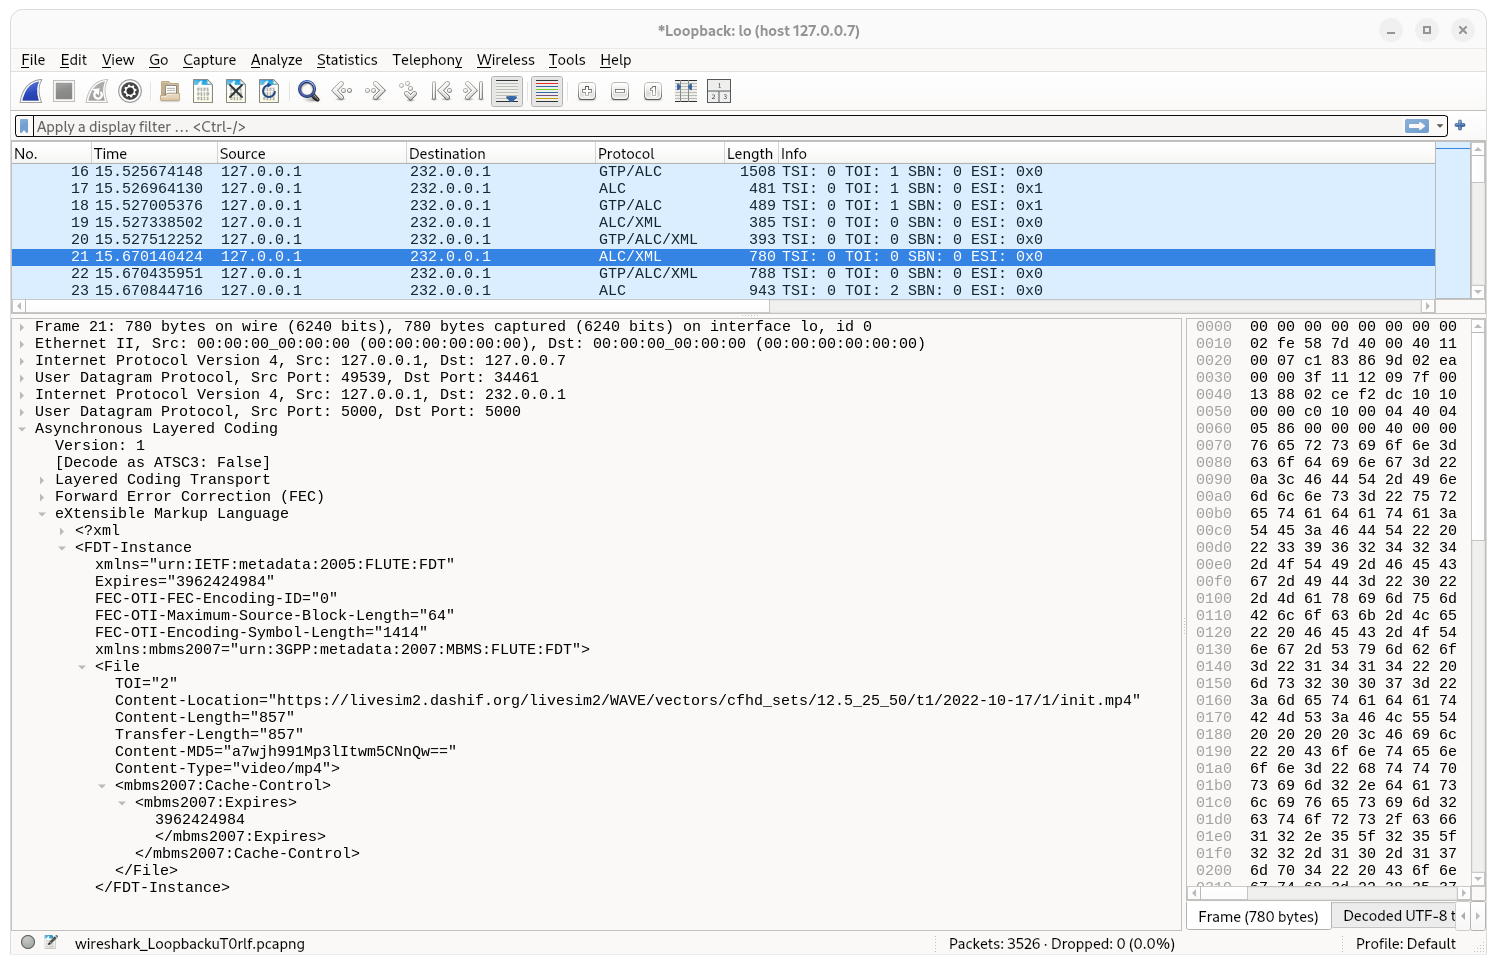 *Loopback: lo (host 127.0.0.7)
File Edit View Go Capture Analyze Statistics Telephony Wireless Tools Help
Apply a display filter … <Ctrl-/>
No. Time Source Destination Protocol Length Info
16 15.525674148 127.0.0.1 232.0.0.1 GTP/ALC 1508 TSI: 0 TOI: 1 SBN: 0 ESI: 0x0
17 15.526964130 127.0.0.1 232.0.0.1 ALC 481 TSI: 0 TOI: 1 SBN: 0 ESI: 0x1
18 15.527005376 127.0.0.1 232.0.0.1 GTP/ALC 489 TSI: 0 TOI: 1 SBN: 0 ESI: 0x1
19 15.527338502 127.0.0.1 232.0.0.1 ALC/XML 385 TSI: 0 TOI: 0 SBN: 0 ESI: 0x0
20 15.527512252 127.0.0.1 232.0.0.1 GTP/ALC/XML 393 TSI: 0 TOI: 0 SBN: 0 ESI: 0x0
21 15.670140424 127.0.0.1 232.0.0.1 ALC/XML 780 TSI: 0 TOI: 0 SBN: 0 ESI: 0x0
22 15.670435951 127.0.0.1 232.0.0.1 GTP/ALC/XML 788 TSI: 0 TOI: 0 SBN: 0 ESI: 0x0
23 15.670844716 127.0.0.1 232.0.0.1 ALC 943 TSI: 0 TOI: 2 SBN: 0 ESI: 0x0
Frame 21: 780 bytes on wire (6240 bits), 780 bytes captured (6240 bits) on interface lo, id 0
Ethernet II, Src: 00:00:00_00:00:00 (00:00:00:00:00:00), Dst: 00:00:00_00:00:00 (00:00:00:00:00:00)
Internet Protocol Version 4, Src: 127.0.0.1, Dst: 127.0.0.7
User Datagram Protocol, Src Port: 49539, Dst Port: 34461
Internet Protocol Version 4, Src: 127.0.0.1, Dst: 232.0.0.1
User Datagram Protocol, Src Port: 5000, Dst Port: 5000
Asynchronous Layered Coding
Version: 1
[Decode as ATSC3: False]
Layered Coding Transport
Forward Error Correction (FEC)
eXtensible Markup Language
<?xml
<FDT-Instance
xmlns="urn:IETF:metadata:2005:FLUTE:FDT"
Expires="3962424984"
FEC-OTI-FEC-Encoding-ID="0"
FEC-OTI-Maximum-Source-Block-Length="64"
FEC-OTI-Encoding-Symbol-Length="1414"
xmlns:mbms2007="urn:3GPP:metadata:2007:MBMS:FLUTE:FDT">
<File
TOI="2"
Content-Location="https://livesim2.dashif.org/livesim2/WAVE/vectors/cfhd_sets/12.5_25_50/t1/2022-10-17/1/init.mp4"
Content-Length="857"
Transfer-Length="857"
Content-MD5="a7wjh991Mp3lItwm5CNnQw=="
Content-Type="video/mp4">
<mbms2007:Cache-Control>
<mbms2007:Expires>
3962424984
</mbms2007:Expires>
</mbms2007:Cache-Control>
</File>
</FDT-Instance>
0000 00 00 00 00 00 00 00 00
0010 02 fe 58 7d 40 00 40 11
0020 00 07 c1 83 86 9d 02 ea
0030 00 00 3f 11 12 09 7f 00
0040 13 88 02 ce f2 dc 10 10
0050 00 00 c0 10 00 04 40 04
0060 05 86 00 00 00 40 00 00
0070 76 65 72 73 69 6f 6e 3d
0080 63 6f 64 69 6e 67 3d 22
0090 0a 3c 46 44 54 2d 49 6e
00a0 6d 6c 6e 73 3d 22 75 72
00b0 65 74 61 64 61 74 61 3a
00c0 54 45 3a 46 44 54 22 20
00d0 22 33 39 36 32 34 32 34
00e0 2d 4f 54 49 2d 46 45 43
00f0 67 2d 49 44 3d 22 30 22
0100 2d 4d 61 78 69 6d 75 6d
0110 42 6c 6f 63 6b 2d 4c 65
0120 22 20 46 45 43 2d 4f 54
0130 6e 67 2d 53 79 6d 62 6f
0140 3d 22 31 34 31 34 22 20
0150 6d 73 32 30 30 37 3d 22
0160 3a 6d 65 74 61 64 61 74
0170 42 4d 53 3a 46 4c 55 54
0180 20 20 20 20 3c 46 69 6c
0190 22 20 43 6f 6e 74 65 6e
01a0 6f 6e 3d 22 68 74 74 70
01b0 73 69 6d 32 2e 64 61 73
01c0 6c 69 76 65 73 69 6d 32
01d0 63 74 6f 72 73 2f 63 66
01e0 31 32 2e 35 5f 32 35 5f
01f0 32 32 2d 31 30 2d 31 37
0200 6d 70 34 22 20 43 6f 6e
0210 67 74 68 3d 22 38 35 37
Frame (780 bytes) Decoded UTF-8 t
wireshark_LoopbackuT0rlf.pcapng Packets: 3526 · Dropped: 0 (0.0%) Profile: Default